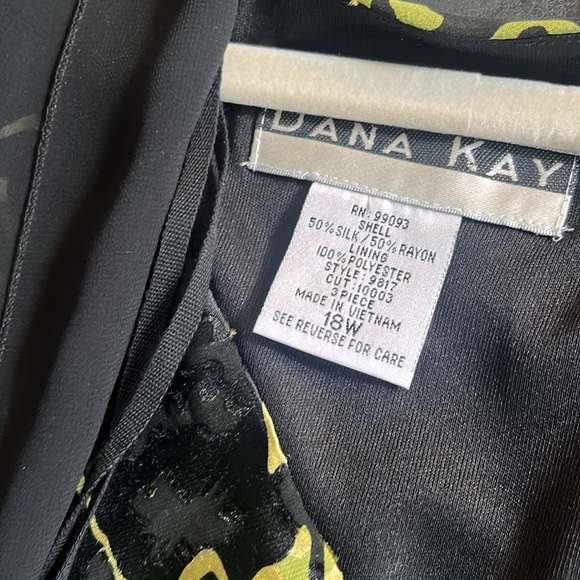 DANA KAY
RN: 99093
SHELL
50%SILK/50%RAYON
LINING
100%POLYESTER
STYLE: 9817
CUT:10003
3 PIECE
MADE IN VIETNAM
18W
SEE REVERSE FOR CARE